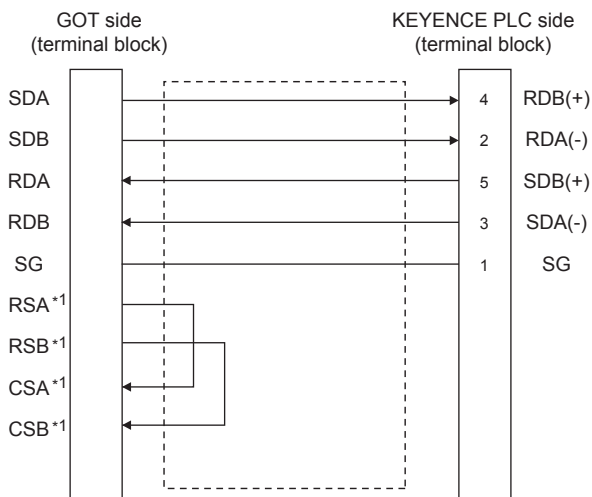 GOT side
(terminal block)
KEYENCE PLC side
(terminal block)
SDA 4 RDB(+)
SDB 2 RDA(-)
RDA 5 SDB(+)
RDB 3 SDA(-)
SG 1 SG
RSA*1
RSB*1
CSA*1
CSB*1